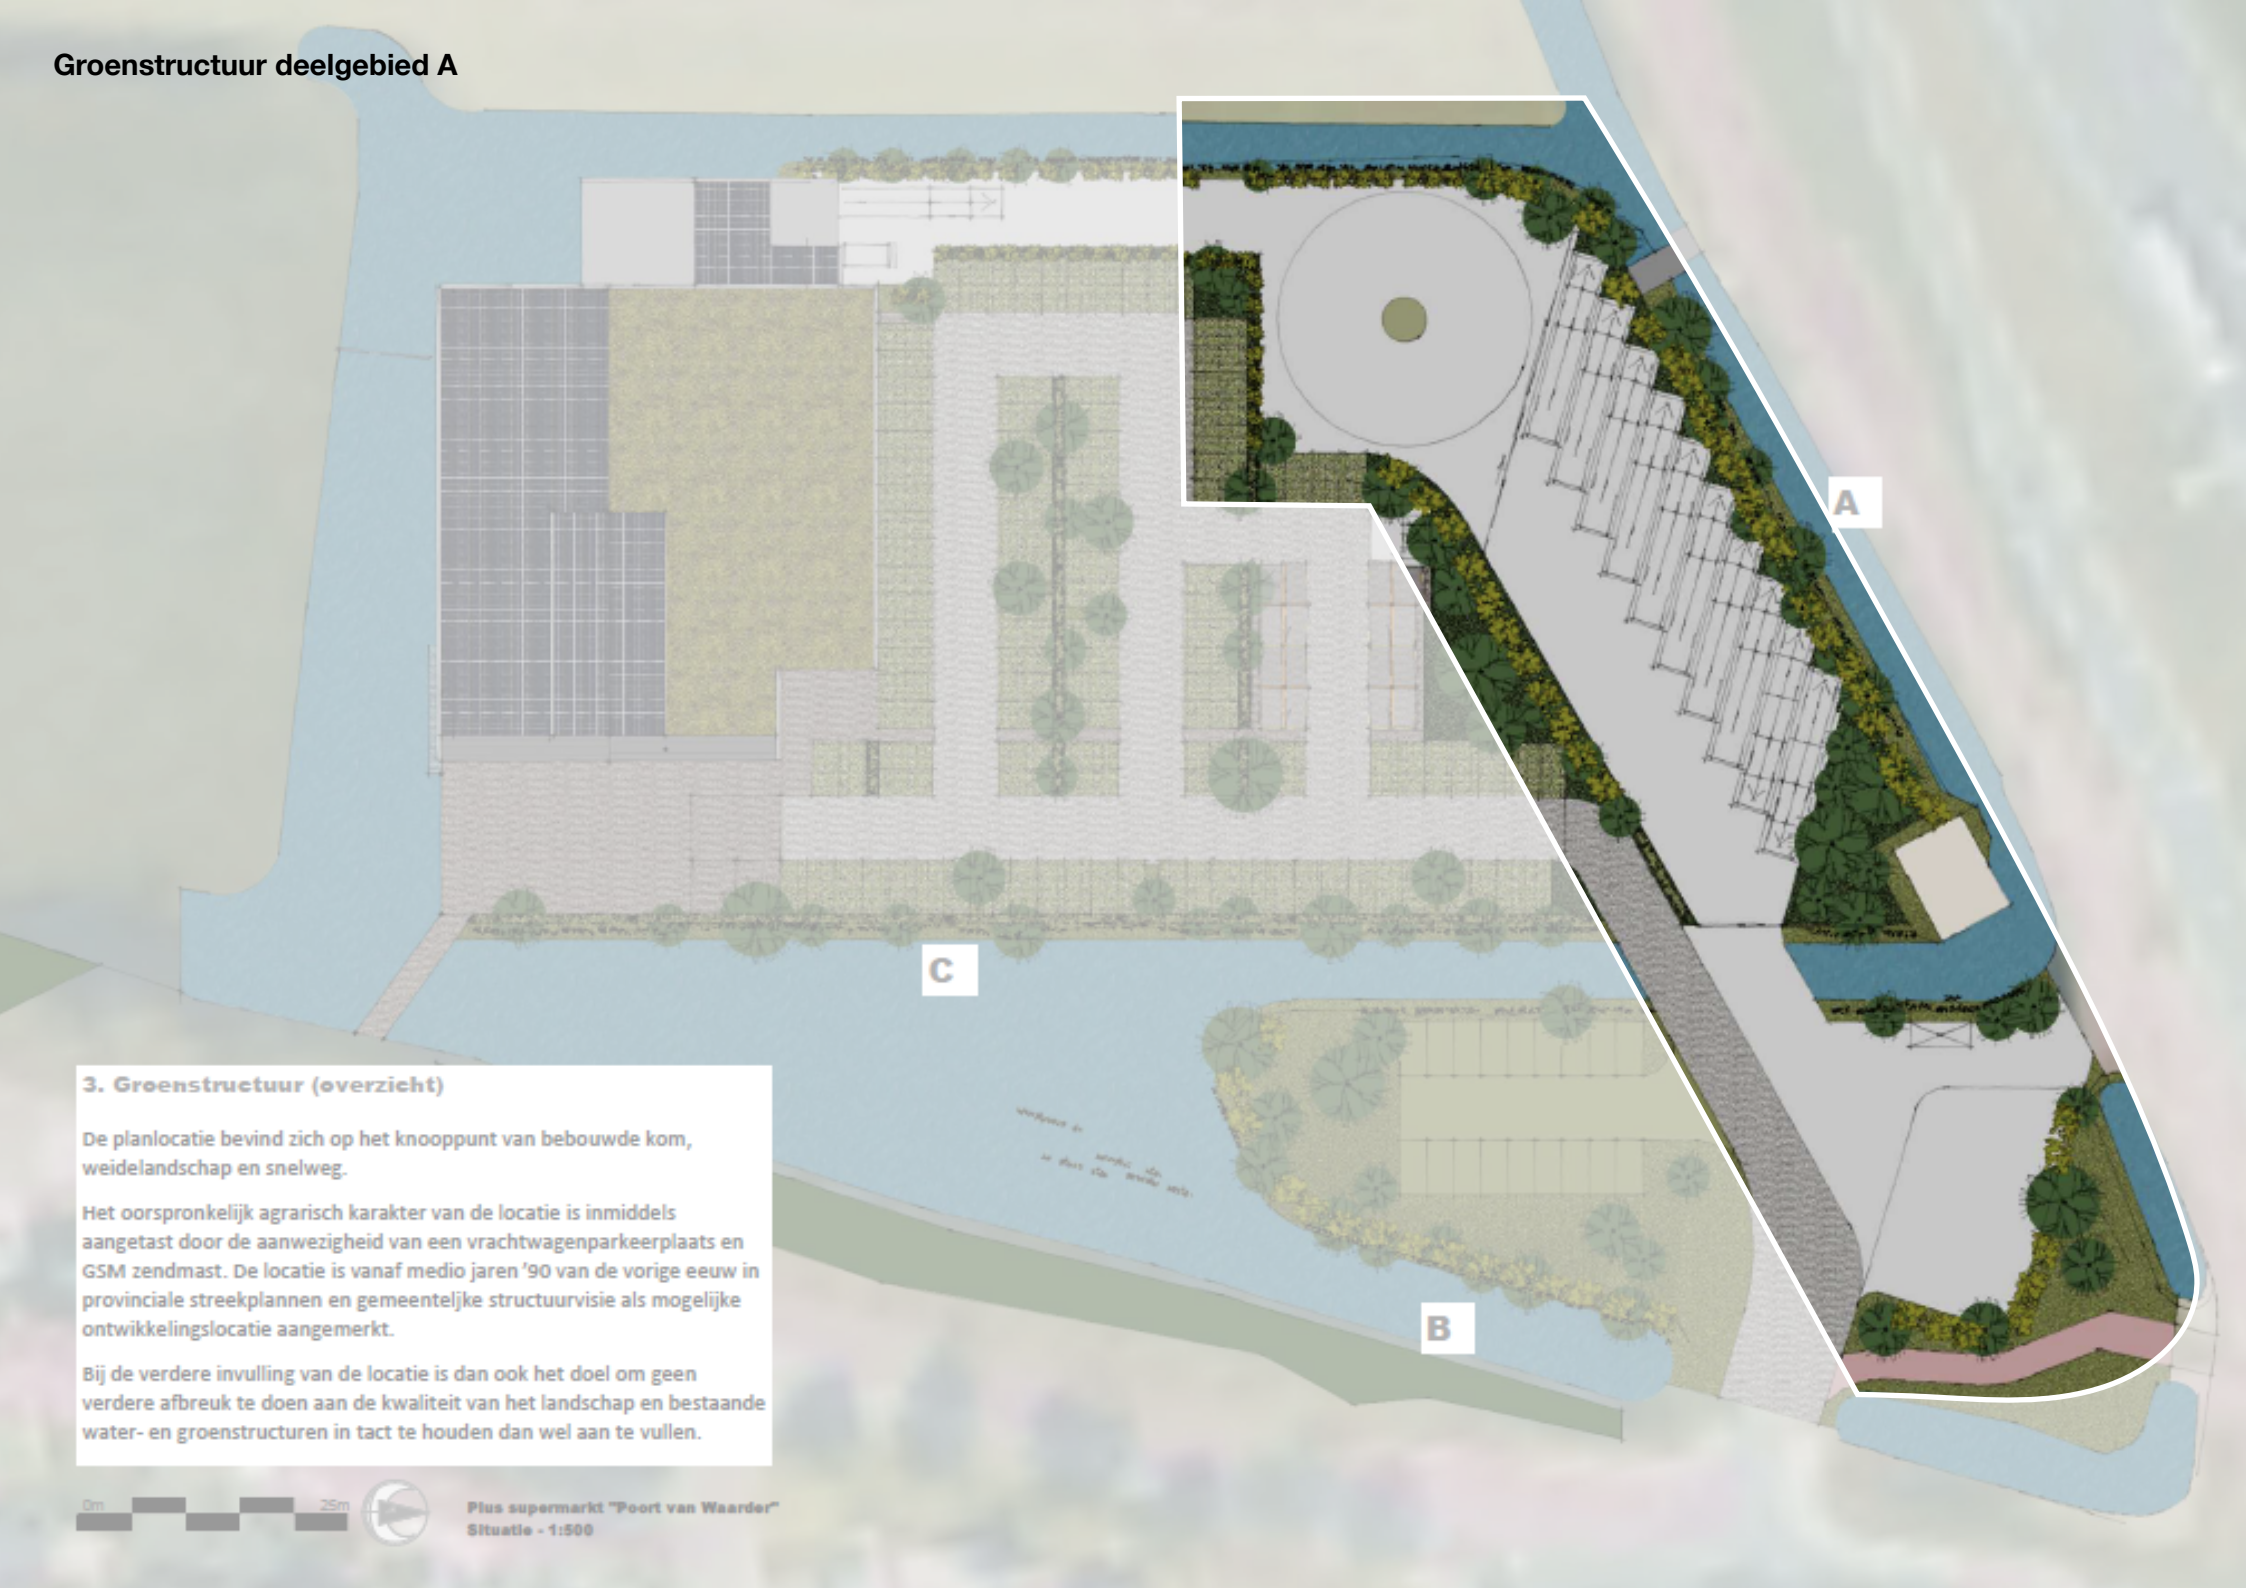 Groenstructuur deelgebied A
A
C
B
3. Groenstructuur (overzicht)
De planlocatie bevind zich op het knooppunt van bebouwde kom,
weidelandschap en snelweg.
Het oorspronkelijk agrarisch karakter van de locatie is inmiddels
aangetast door de aanwezigheid van een vrachtwagenparkeerplaats en
GSM zendmast. De locatie is vanaf medio jaren '90 van de vorige eeuw in
provinciale streekplannen en gemeenteljke structuurvisie als mogelijke
ontwikkelingslocatie aangemerkt.
Bij de verdere invulling van de locatie is dan ook het doel om geen
verdere afbreuk te doen aan de kwaliteit van het landschap en bestaande
water- en groenstructuren in tact te houden dan wel aan te vullen.
0m 25m
Plus supermarkt "Poort van Waarder"
Situatie - 1:500